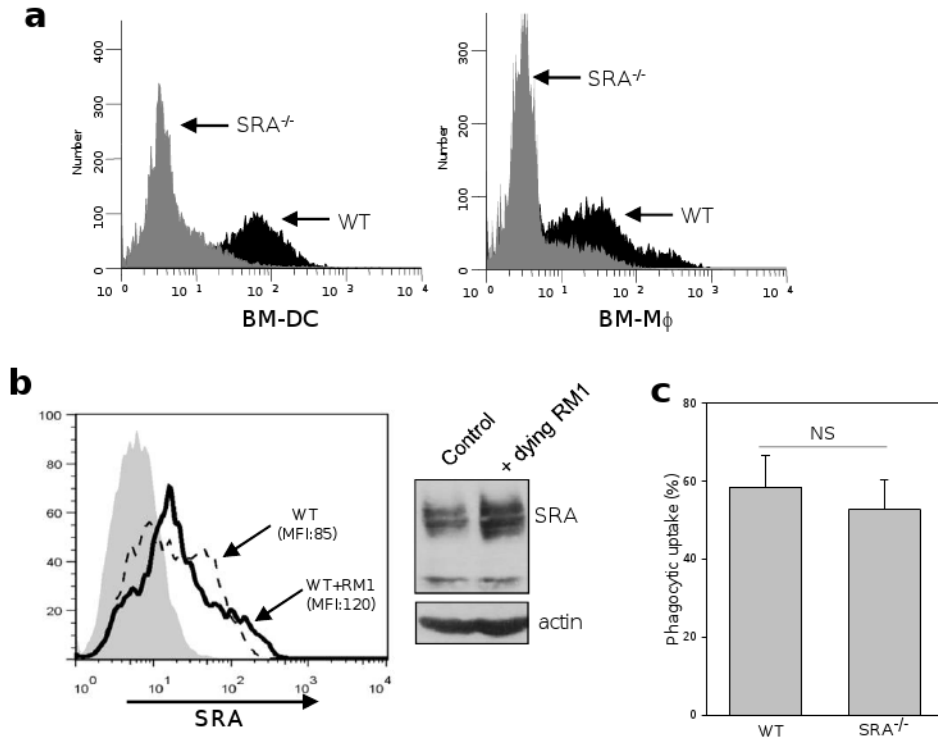 a
400
300
200
100
0
Number
SRA-/-
WT
10 0 10 1 10 2 10 3 10 4
BM-DC
300
200
100
0
Number
SRA-/-
WT
10 0 10 1 10 2 10 3 10 4
BM-Mϕ
b
100
80
60
40
20
WT
(MFI:85)
WT+RM1
(MFI:120)
10 0 10 1 10 2 10 3 10 4
SRA
Control
+ dying RM1
SRA
actin
c
80
60
40
20
0
Phagocytic uptake (%)
NS
WT SRA-/-